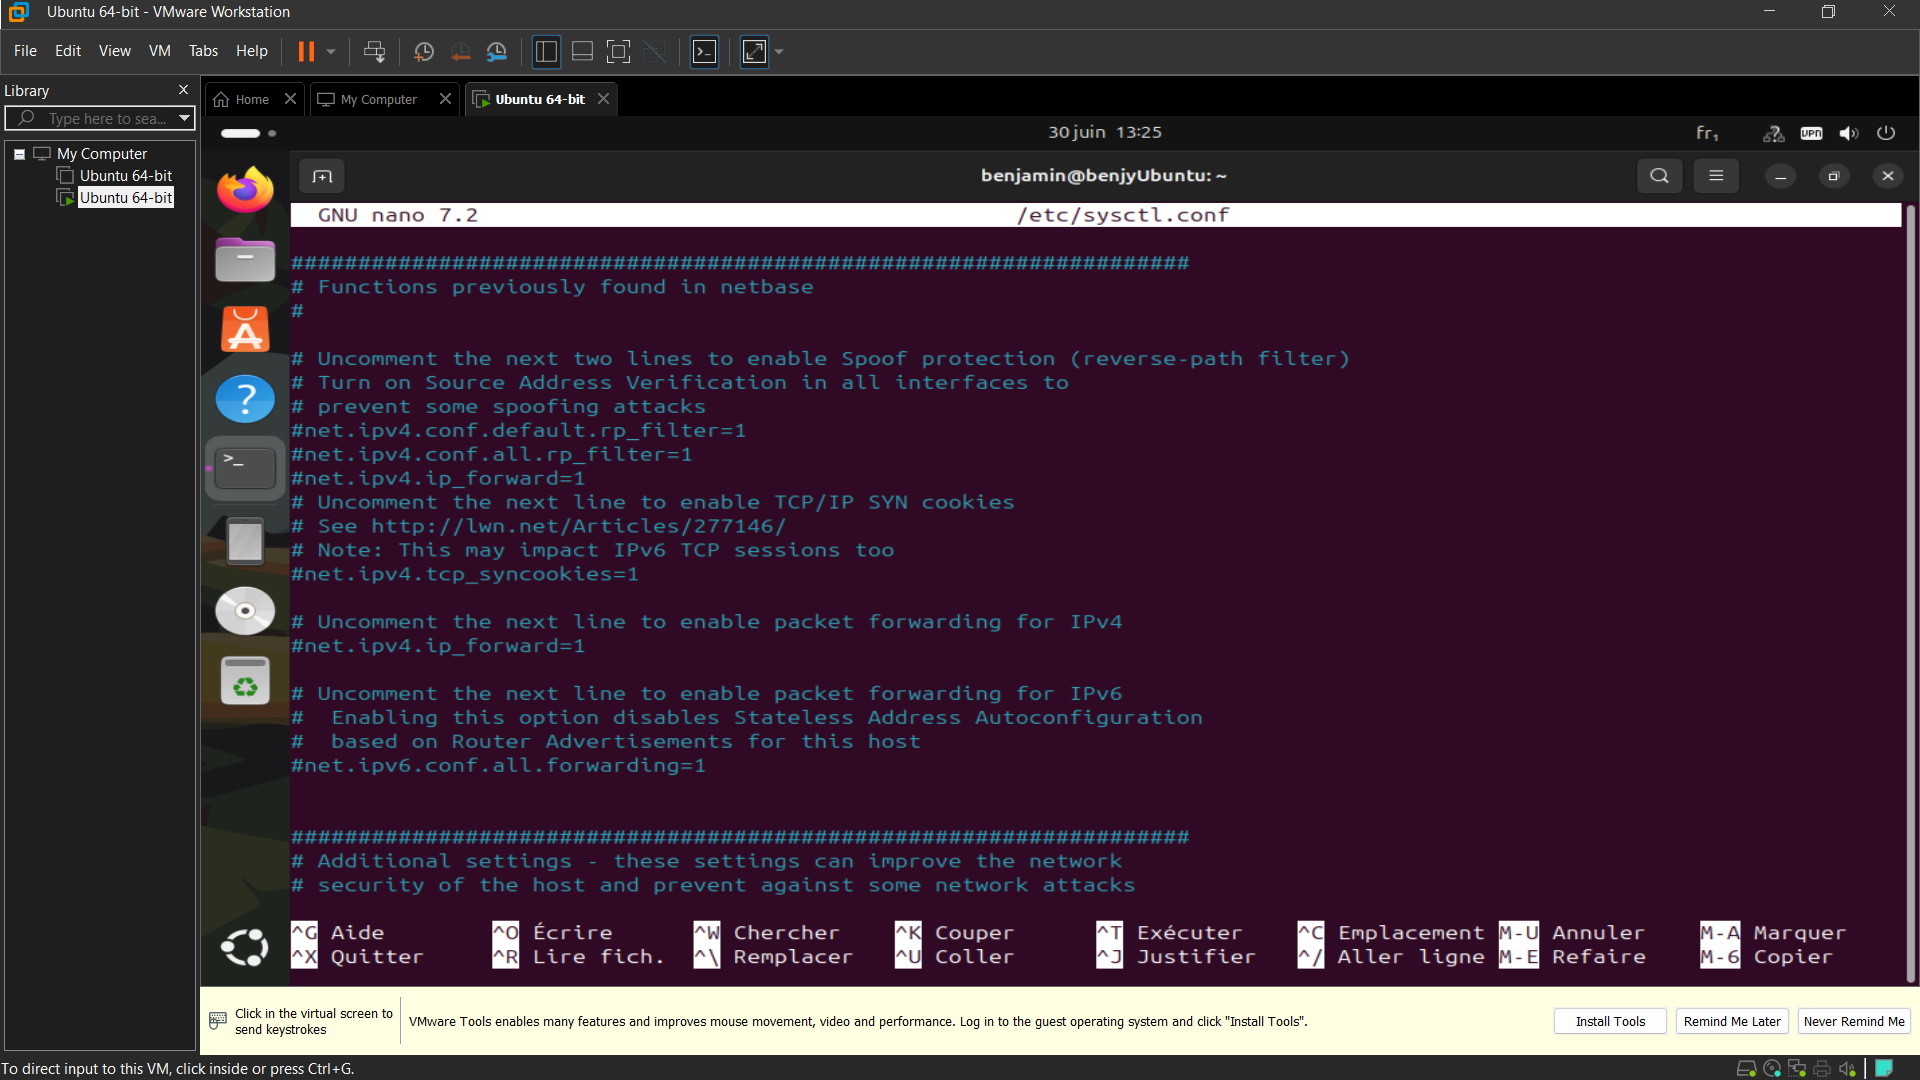 Ubuntu 64-bit - VMware Workstation
File Edit View VM Tabs Help
Library
Type here to sea...
My Computer
Ubuntu 64-bit
Ubuntu 64-bit
Home
My Computer
Ubuntu 64-bit
30 juin 13:25
fr₁
VPN
benjamin@benjyUbuntu: ~
GNU nano 7.2 /etc/sysctl.conf
###################################################################
# Functions previously found in netbase
#
# Uncomment the next two lines to enable Spoof protection (reverse-path filter)
# Turn on Source Address Verification in all interfaces to
# prevent some spoofing attacks
#net.ipv4.conf.default.rp_filter=1
#net.ipv4.conf.all.rp_filter=1
#net.ipv4.ip_forward=1
# Uncomment the next line to enable TCP/IP SYN cookies
# See http://lwn.net/Articles/277146/
# Note: This may impact IPv6 TCP sessions too
#net.ipv4.tcp_syncookies=1
# Uncomment the next line to enable packet forwarding for IPv4
#net.ipv4.ip_forward=1
# Uncomment the next line to enable packet forwarding for IPv6
#  Enabling this option disables Stateless Address Autoconfiguration
#  based on Router Advertisements for this host
#net.ipv6.conf.all.forwarding=1
###################################################################
# Additional settings - these settings can improve the network
# security of the host and prevent against some network attacks
^G Aide ^O Écrire ^W Chercher ^K Couper ^T Exécuter ^C Emplacement M-U Annuler M-A Marquer
^X Quitter ^R Lire fich. ^\ Remplacer ^U Coller ^J Justifier ^/ Aller ligne M-E Refaire M-6 Copier
Click in the virtual screen to
send keystrokes
VMware Tools enables many features and improves mouse movement, video and performance. Log in to the guest operating system and click "Install Tools".
Install Tools
Remind Me Later
Never Remind Me
To direct input to this VM, click inside or press Ctrl+G.